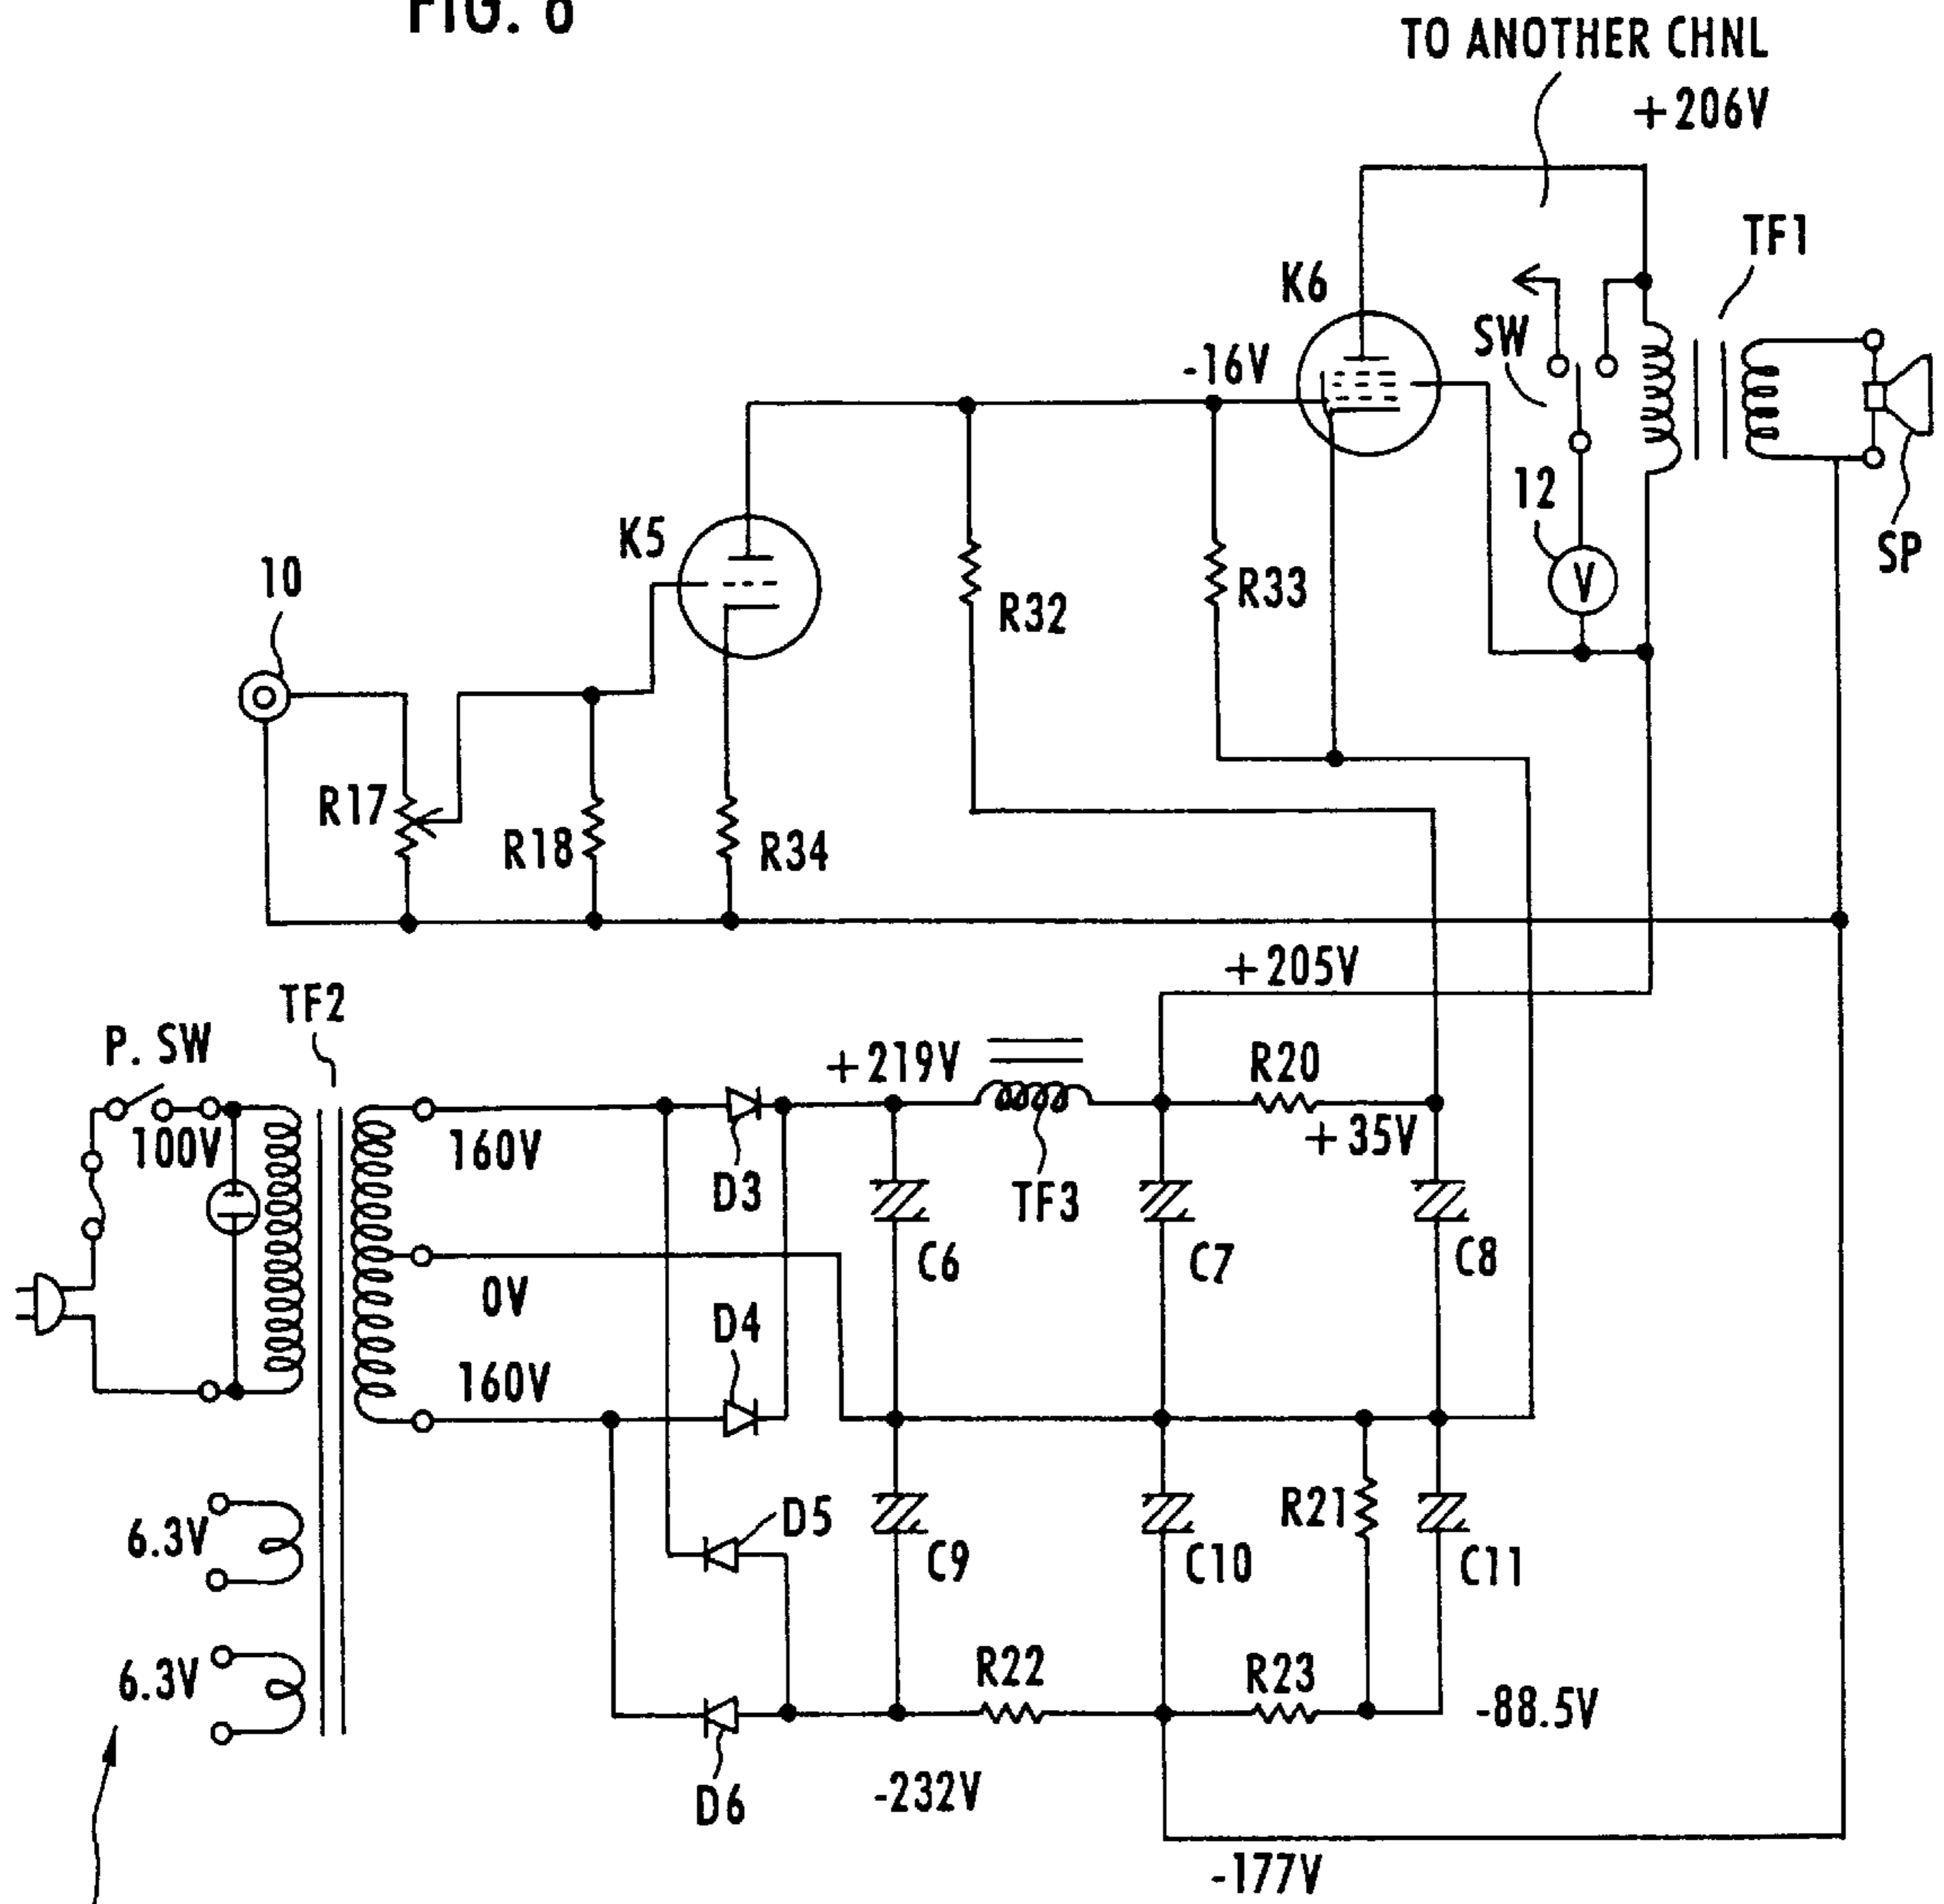 FIG. 8
TO ANOTHER CHNL
+206V
TF1
K6
SW
-16V
12
V
SP
K5
10
R32
R33
R17
R18
R34
+205V
TF2
P. SW
+219V
R20
100V
160V
+35V
D3
TF3
C6
C7
C8
0V
D4
160V
D5
R21
6.3V
C9
C10
C11
R22
R23
6.3V
-88.5V
-232V
D6
-177V